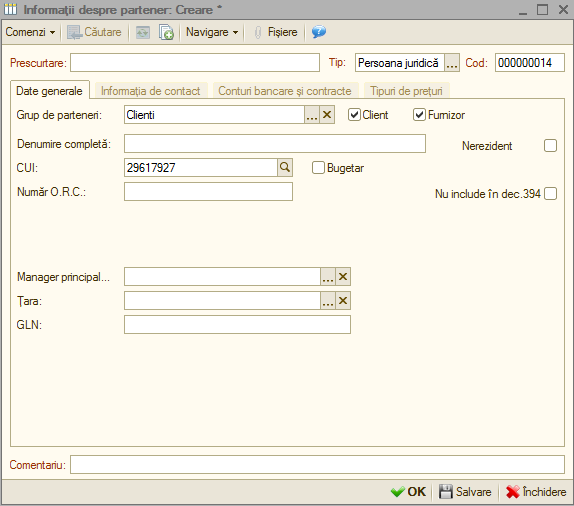 Informații despre partener: Creare *
Comenzi Căutare Navigare Fișiere
Prescurtare: Tip: Persoana juridică ... Cod: 000000014
Date generale Informația de contact Conturi bancare și contracte Tipuri de prețuri
Grup de parteneri: Clienti ... Client Furnizor
Denumire completă: Nerezident
CUI: 29617927 Bugetar
Număr O.R.C.: Nu include în dec.394
Manager principal... ...
Țara: ...
GLN:
Comentariu:
OK Salvare Închidere